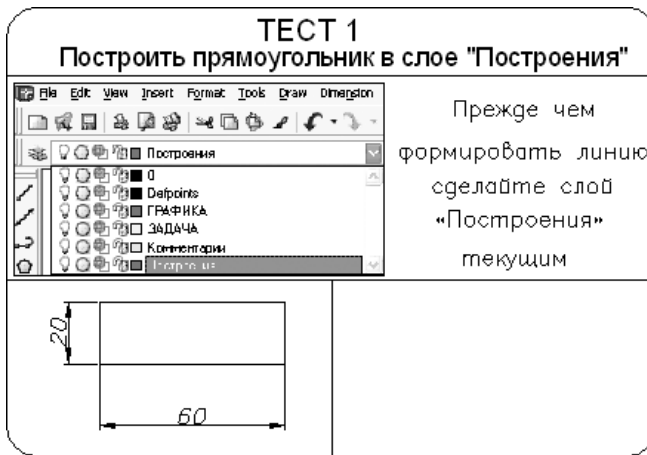 ТЕСТ 1
Построить прямоугольник в слое "Построения"
File Edit View Insert Format Tools Draw Dimension
Построения
0
Defpoints
ГРАФИКА
ЗАДАЧА
Комментарии
Построения
Прежде чем
формировать линию
сделайте слой
«Построения»
текущим
20
60